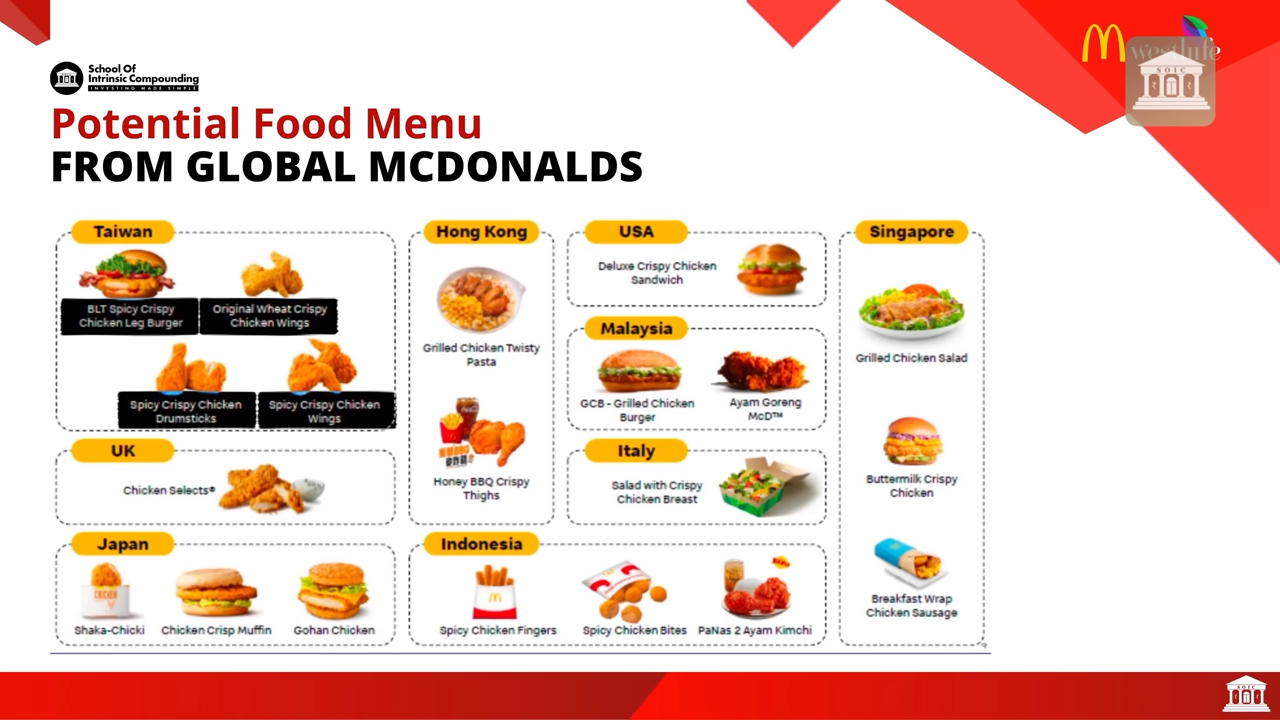 School Of
Intrinsic Compounding
INVESTING MADE SIMPLE
westlife
SOIC
Potential Food Menu
FROM GLOBAL MCDONALDS
Taiwan
BLT Spicy Crispy
Chicken Leg Burger
Original Wheat Crispy
Chicken Wings
Spicy Crispy Chicken
Drumsticks
Spicy Crispy Chicken
Wings
Hong Kong
Grilled Chicken Twisty
Pasta
Honey BBQ Crispy
Thighs
USA
Deluxe Crispy Chicken
Sandwich
Malaysia
GCB - Grilled Chicken
Burger
Ayam Goreng
McD™
Italy
Salad with Crispy
Chicken Breast
Singapore
Grilled Chicken Salad
Buttermilk Crispy
Chicken
Breakfast Wrap
Chicken Sausage
UK
Chicken Selects®
Japan
CHICKEN
Shaka-Chicki
Chicken Crisp Muffin
Gohan Chicken
Indonesia
Spicy Chicken Fingers
Spicy Chicken Bites
PaNas 2 Ayam Kimchi
SOIC